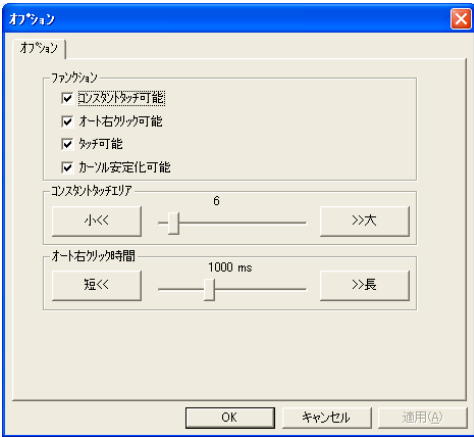 オプション
オプション
ファンクション
コンスタントタッチ可能
オート右クリック可能
タッチ可能
カーソル安定化可能
コンスタントタッチエリア
6
小<<
>>大
オート右クリック時間
1000 ms
短<<
>>長
OK
キャンセル
適用(A)